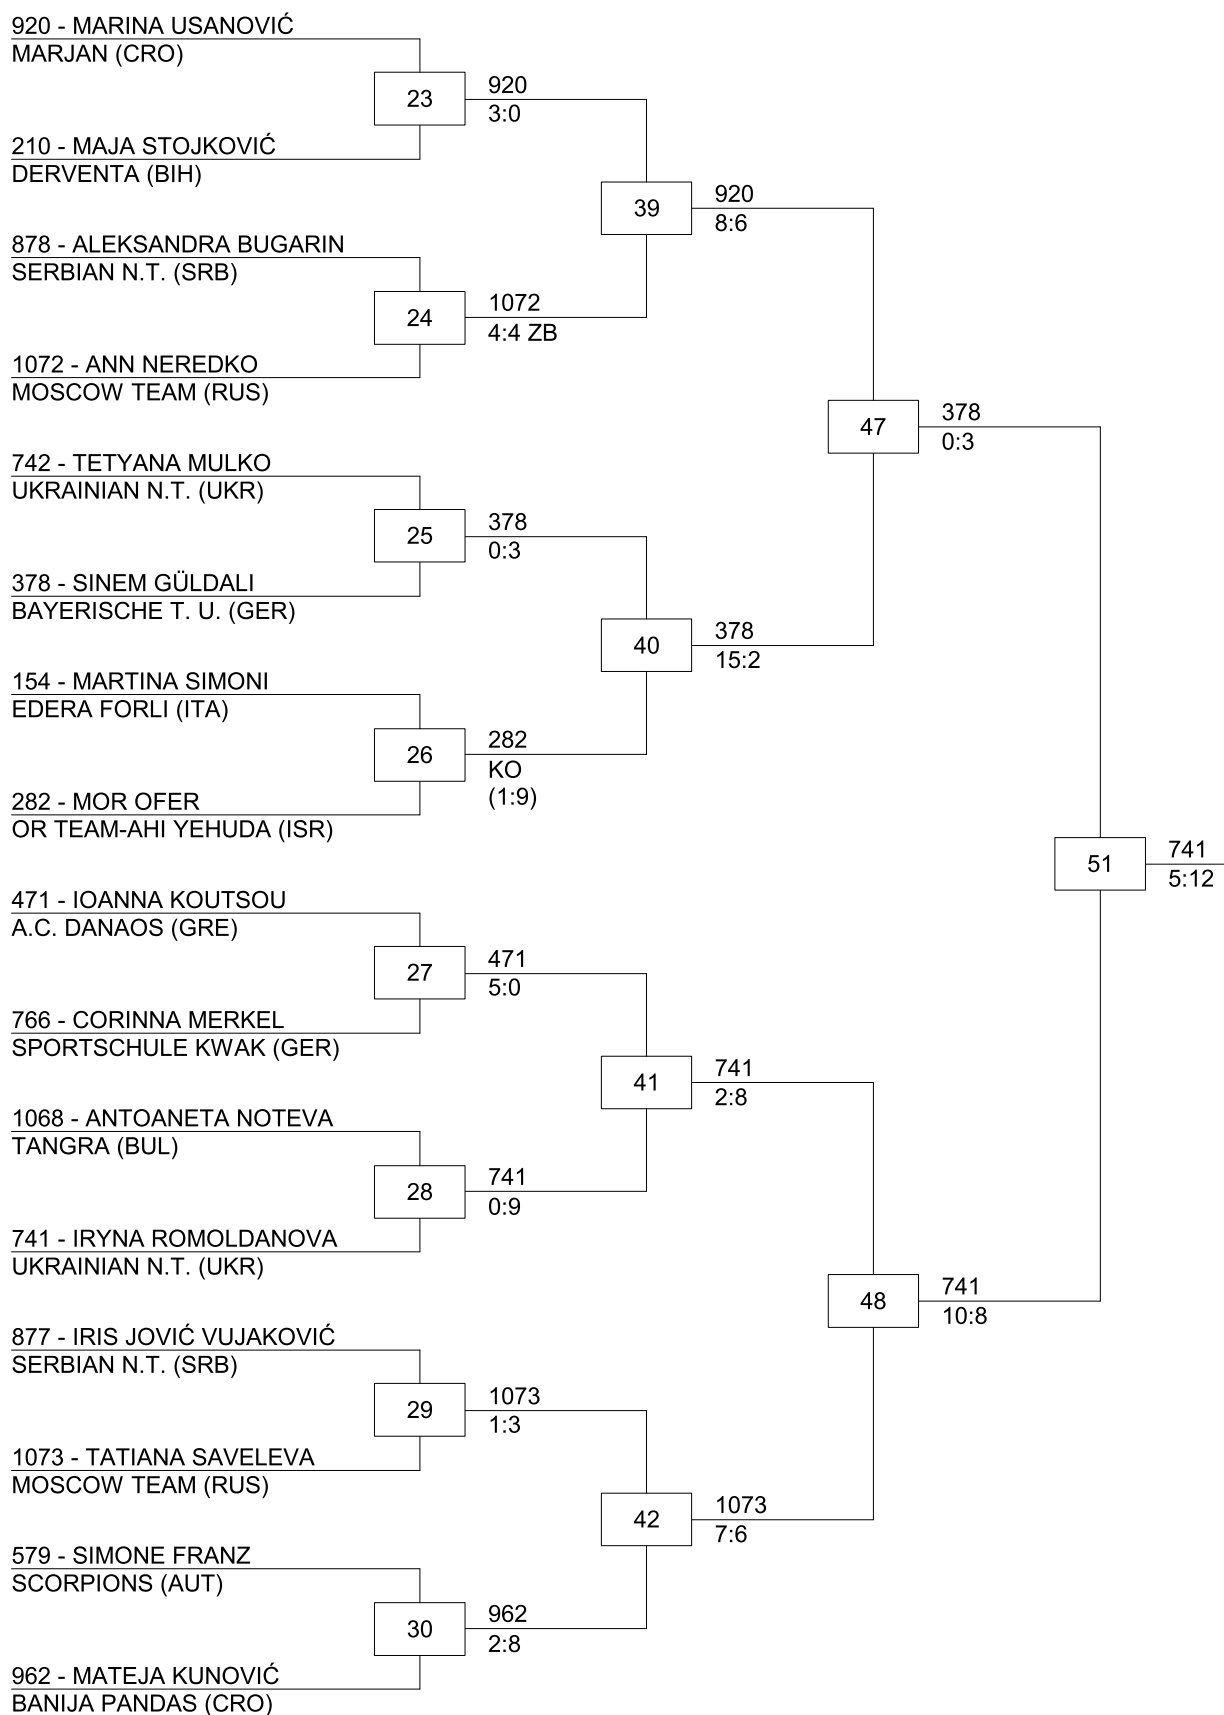 920 - MARINA USANOVIĆ
MARJAN (CRO)
23
920
3:0
210 - MAJA STOJKOVIĆ
DERVENTA (BIH)
39
920
8:6
878 - ALEKSANDRA BUGARIN
SERBIAN N.T. (SRB)
24
1072
4:4 ZB
1072 - ANN NEREDKO
MOSCOW TEAM (RUS)
47
378
0:3
742 - TETYANA MULKO
UKRAINIAN N.T. (UKR)
25
378
0:3
378 - SINEM GÜLDALI
BAYERISCHE T. U. (GER)
40
378
15:2
154 - MARTINA SIMONI
EDERA FORLI (ITA)
26
282
KO
(1:9)
282 - MOR OFER
OR TEAM-AHI YEHUDA (ISR)
51
741
5:12
471 - IOANNA KOUTSOU
A.C. DANAOS (GRE)
27
471
5:0
766 - CORINNA MERKEL
SPORTSCHULE KWAK (GER)
41
741
2:8
1068 - ANTOANETA NOTEVA
TANGRA (BUL)
28
741
0:9
741 - IRYNA ROMOLDANOVA
UKRAINIAN N.T. (UKR)
48
741
10:8
877 - IRIS JOVIĆ VUJAKOVIĆ
SERBIAN N.T. (SRB)
29
1073
1:3
1073 - TATIANA SAVELEVA
MOSCOW TEAM (RUS)
42
1073
7:6
579 - SIMONE FRANZ
SCORPIONS (AUT)
30
962
2:8
962 - MATEJA KUNOVIĆ
BANIJA PANDAS (CRO)